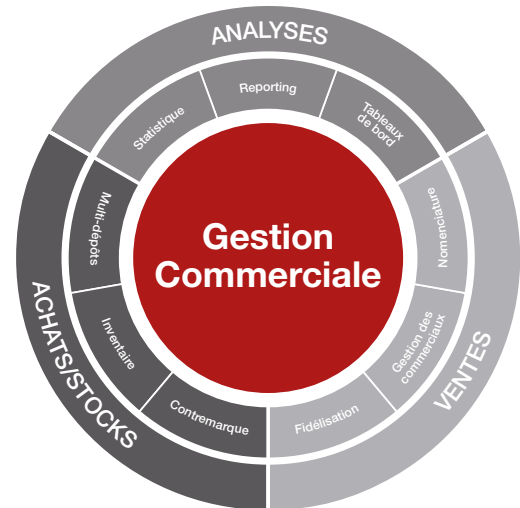 ANALYSES
Statistique
Reporting
Tableaux
de bord
Gestion
Commerciale
VENTES
Nomenclature
Gestion des
commerciaux
Fidélisation
ACHATS/STOCKS
Contremarque
Inventaire
Multi-dépôts